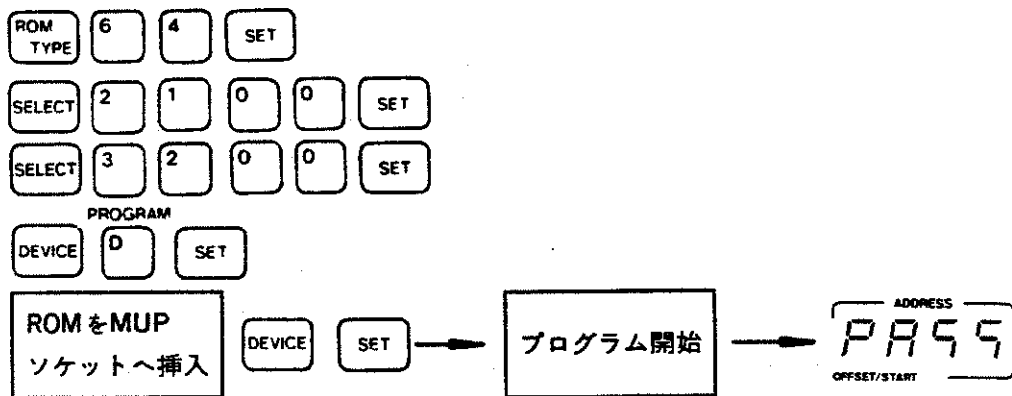 ROM TYPE 6 4 SET
SELECT 2 1 0 0 SET
SELECT 3 2 0 0 SET
PROGRAM
DEVICE D SET
ROMをMUP
ソケットへ挿入
DEVICE SET
プログラム開始
ADDRESS
PASS
OFFSET/START